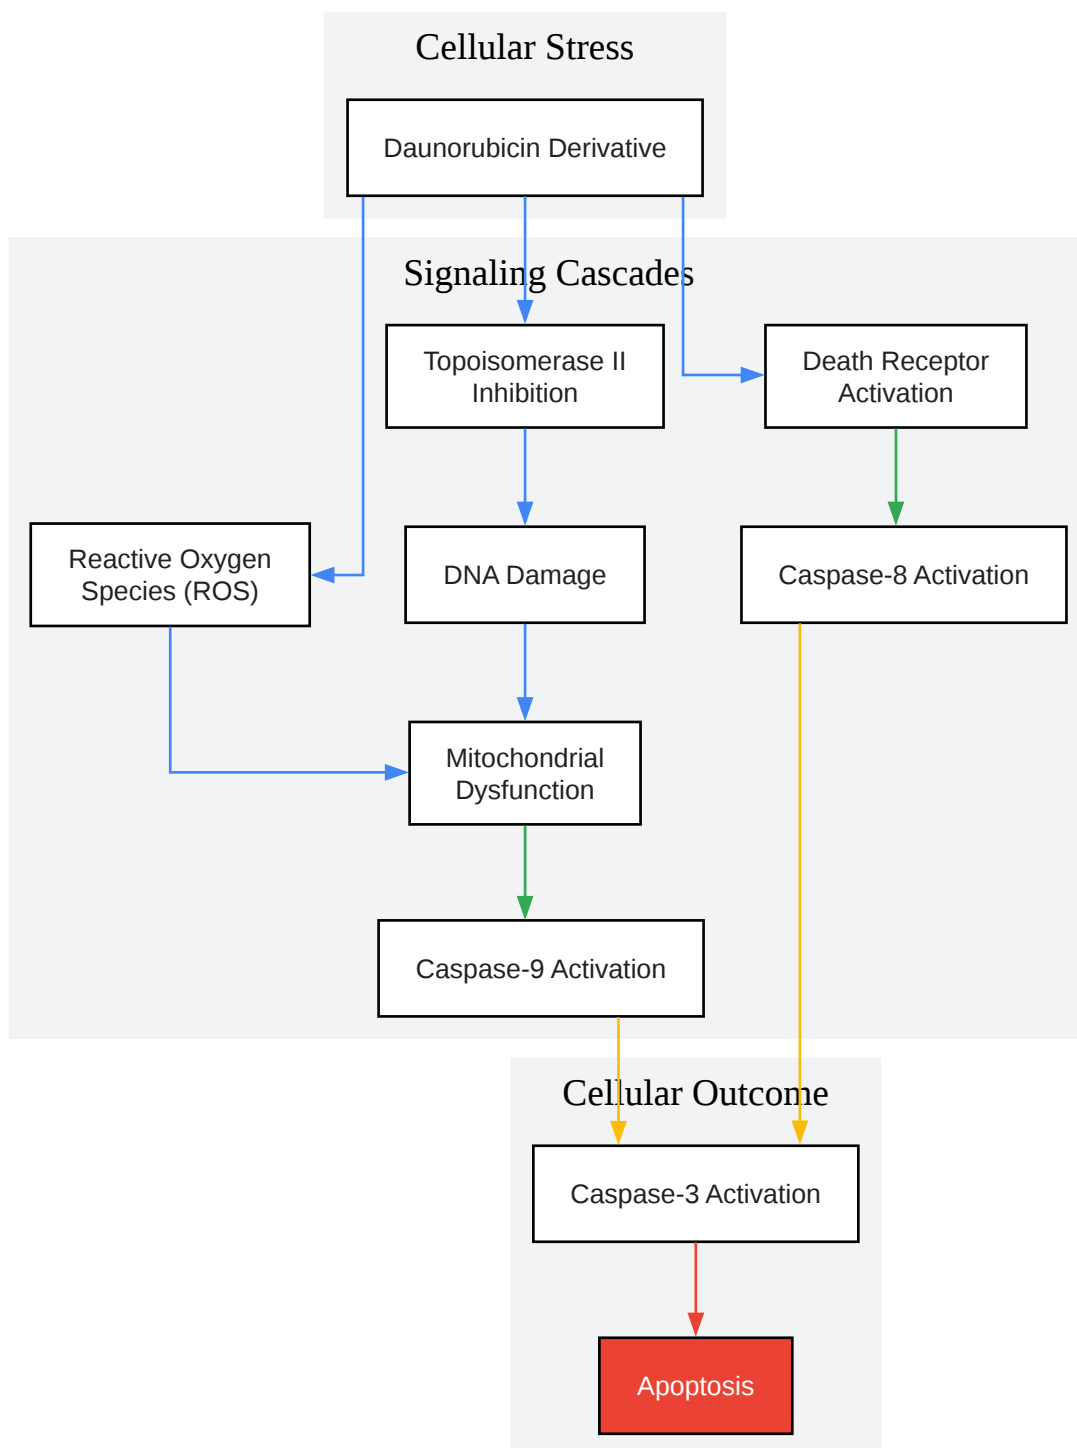 Cellular Stress
Daunorubicin Derivative
Signaling Cascades
Topoisomerase II
Inhibition
Death Receptor
Activation
Reactive Oxygen
Species (ROS)
DNA Damage
Caspase-8 Activation
Mitochondrial
Dysfunction
Caspase-9 Activation
Cellular Outcome
Caspase-3 Activation
Apoptosis